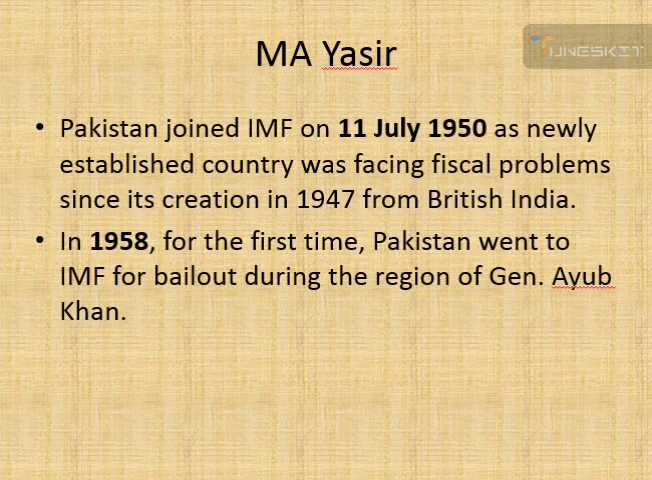 MA Yasir
TUNESKIT
• Pakistan joined IMF on 11 July 1950 as newly
established country was facing fiscal problems
since its creation in 1947 from British India.
• In 1958, for the first time, Pakistan went to
IMF for bailout during the region of Gen. Ayub
Khan.